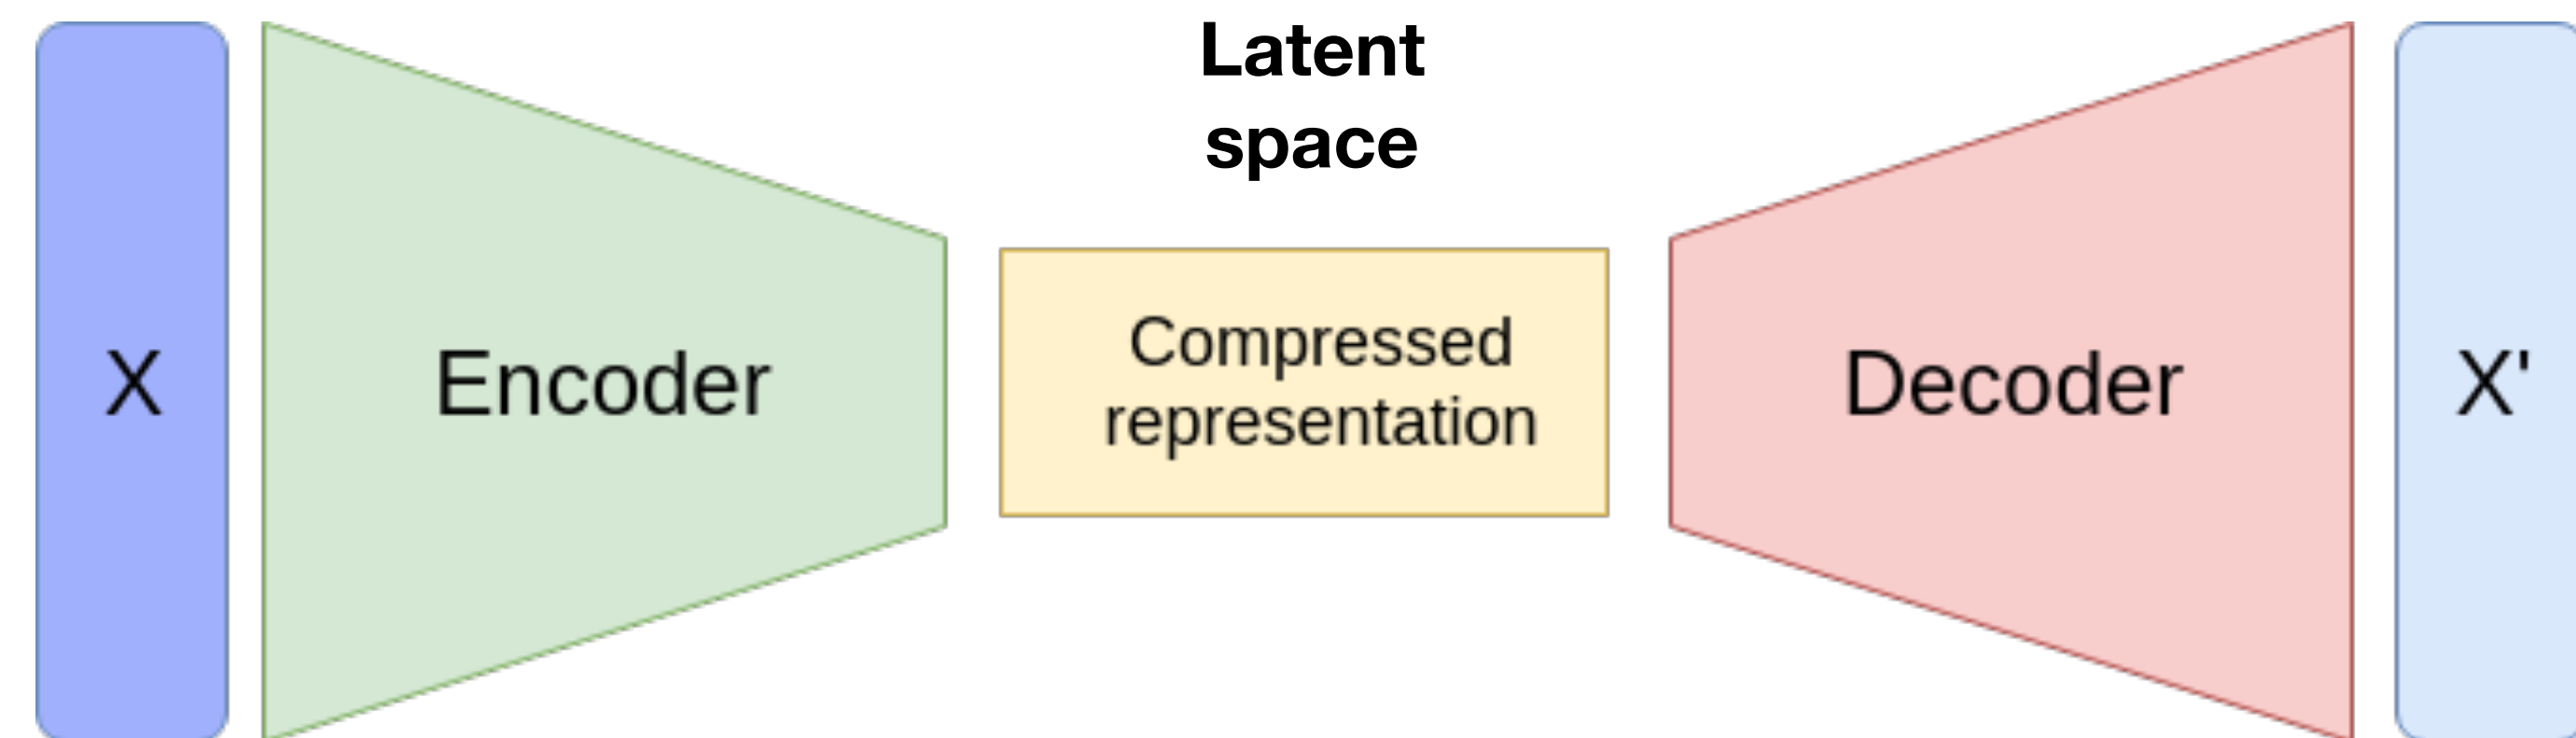 Latent
space
X
Encoder
Compressed
representation
Decoder
X'